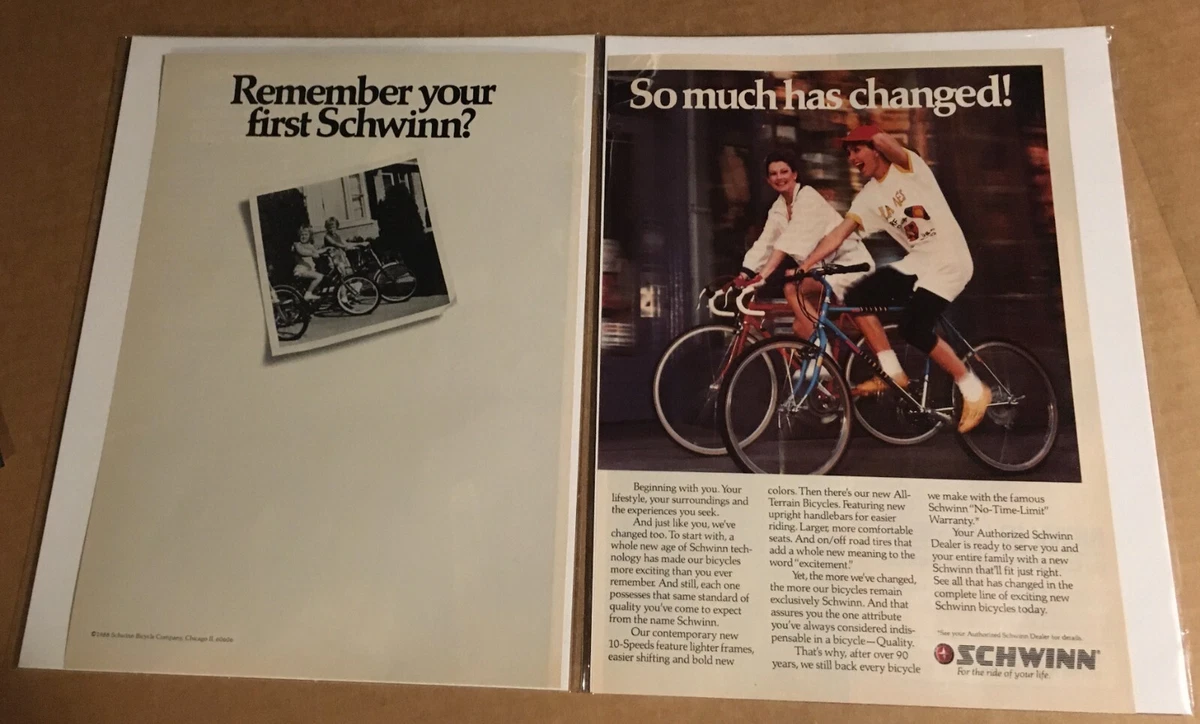 Remember your
first Schwinn?
©1988 Schwinn Bicycle Company, Chicago IL
So much has changed!
Beginning with you. Your
lifestyle, your surroundings and
the experiences you seek.
And just like you, we've
changed too. To start with, a
whole new age of Schwinn tech-
nology has made our bicycles
more exciting than you ever
remember. And still, each one
possesses that same standard of
quality you've come to expect
from the name Schwinn.
Our contemporary new
10-Speeds feature lighter frames,
easier shifting and bold new
colors. Then there's our new All-
Terrain Bicycles. Featuring new
upright handlebars for easier
riding. Larger, more comfortable
seats. And on/off road tires that
add a whole new meaning to the
word "excitement."
Yet, the more we've changed,
the more our bicycles remain
exclusively Schwinn. And that
assures you the one attribute
you've always considered indis-
pensable in a bicycle—Quality.
That's why, after over 90
years, we still back every bicycle
we make with the famous
Schwinn "No-Time-Limit"
Warranty.*
Your Authorized Schwinn
Dealer is ready to serve you and
your entire family with a new
Schwinn that'll fit just right.
See all that has changed in the
complete line of exciting new
Schwinn bicycles today.
*See your Authorized Schwinn Dealer for details.
SCHWINN®
For the ride of your life.